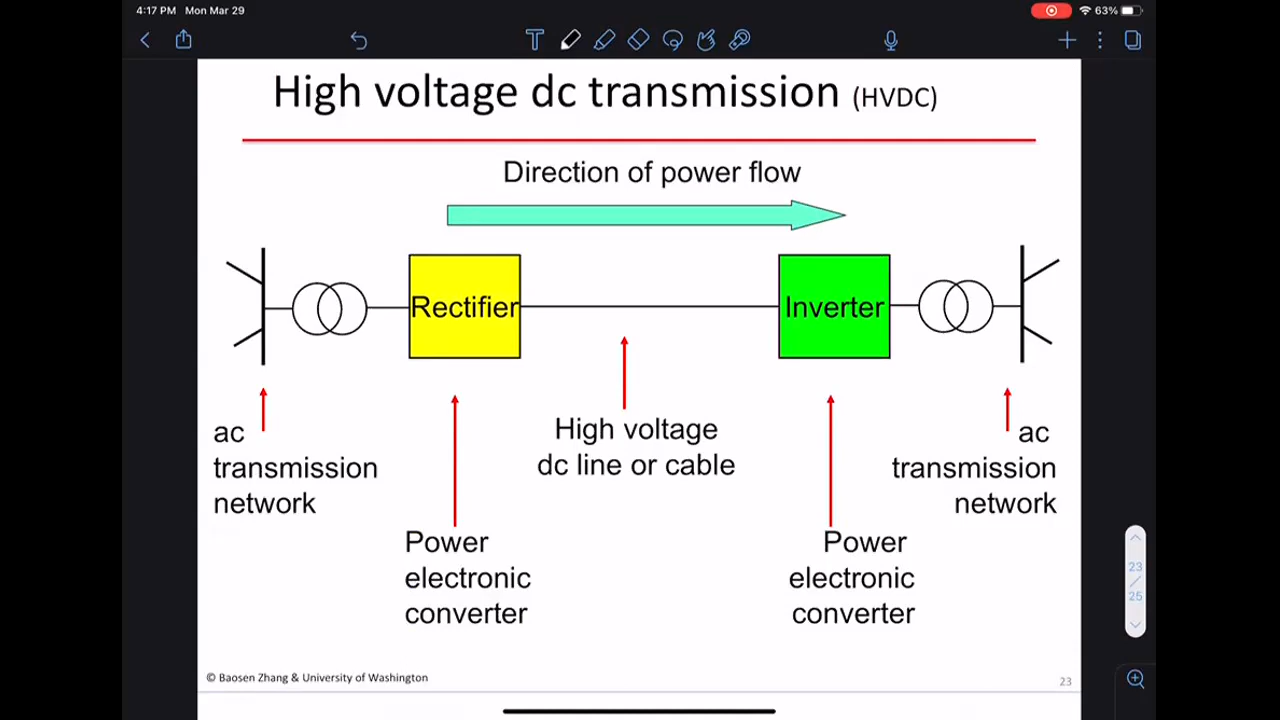 4:17 PM Mon Mar 29
63%
T
High voltage dc transmission (HVDC)
Direction of power flow
Rectifier
Inverter
High voltage
dc line or cable
ac
transmission
network
ac
transmission
network
Power
electronic
converter
Power
electronic
converter
23
/
25
© Baosen Zhang & University of Washington
23